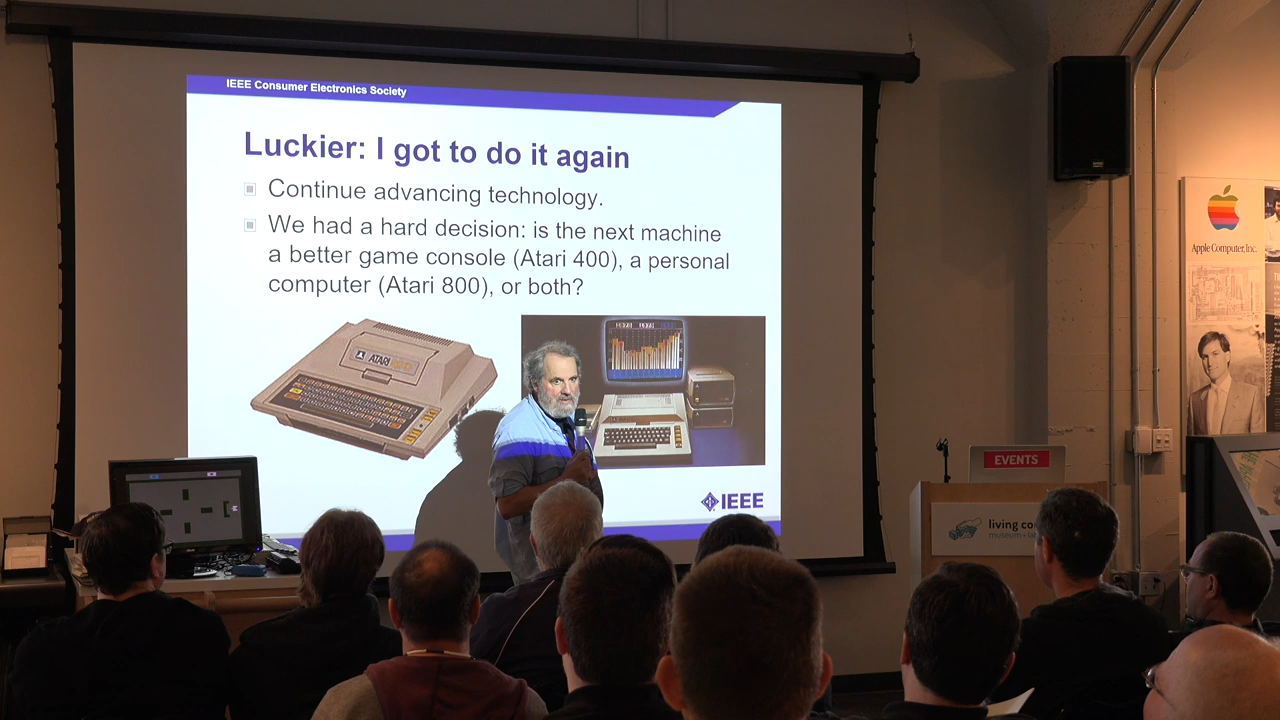 IEEE Consumer Electronics Society
Luckier: I got to do it again
Continue advancing technology.
We had a hard decision: is the next machine
a better game console (Atari 400), a personal
computer (Atari 800), or both?
ATARI
IEEE
Apple Computer, Inc.
EVENTS
living co
museum+la